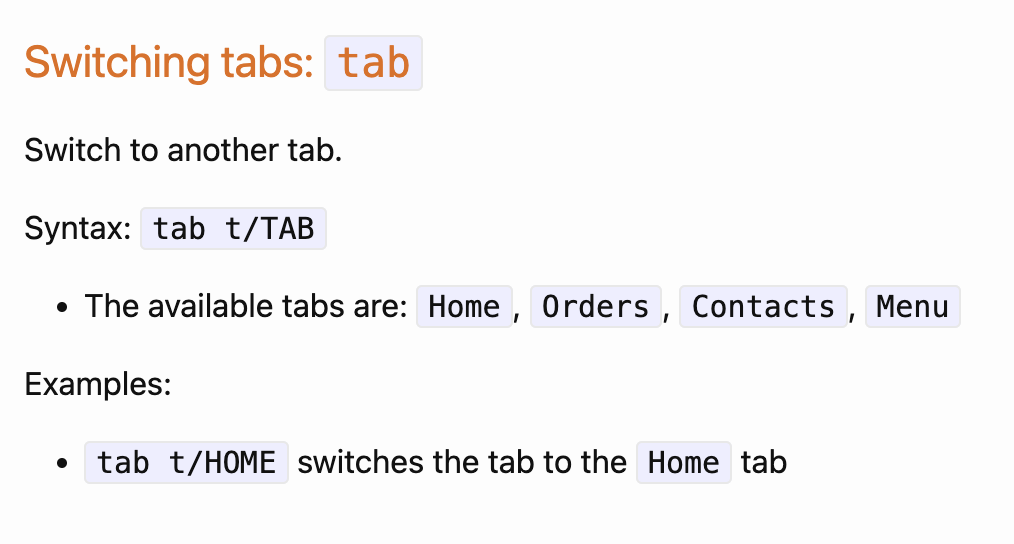 Switching tabs: tab
Switch to another tab.
Syntax: tab t/TAB
• The available tabs are: Home, Orders, Contacts, Menu
Examples:
• tab t/HOME switches the tab to the Home tab